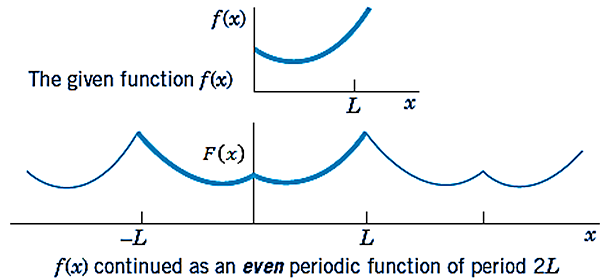 f(x)
The given function f(x)
L x
F(x)
–L L x
f(x) continued as an even periodic function of period 2L